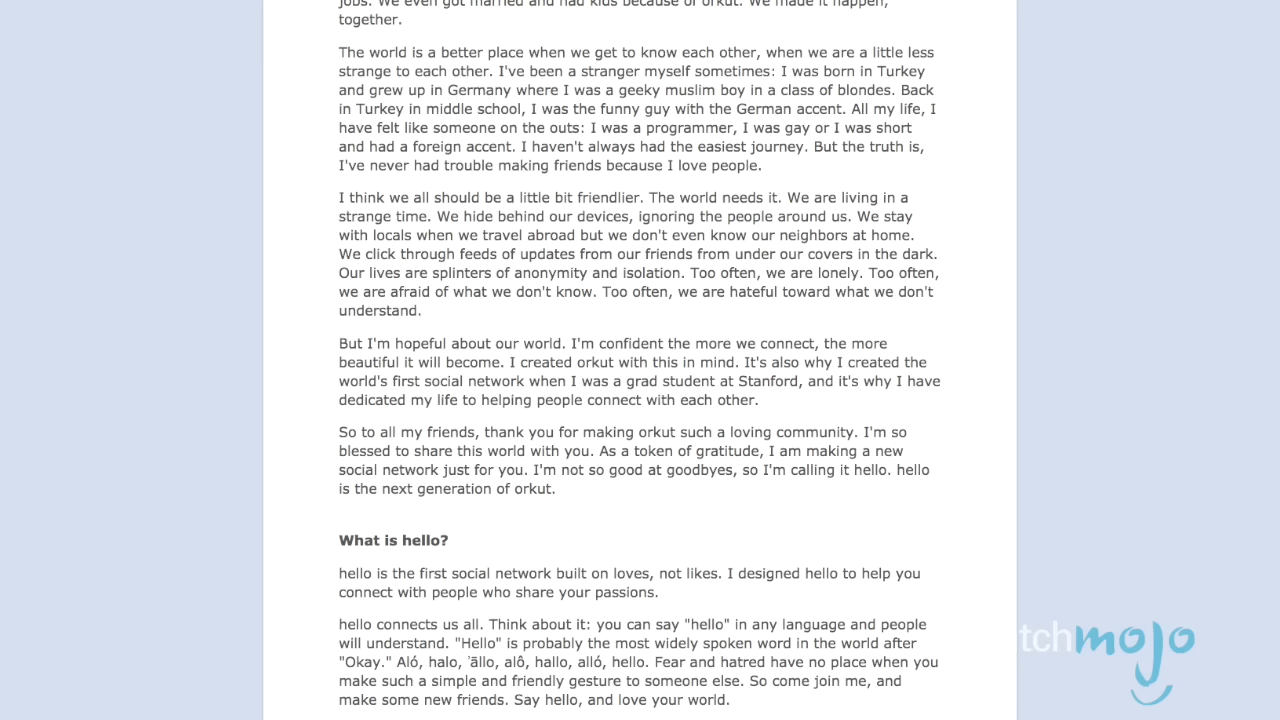 jobs. We even got married and had kids because of orkut. We made it happen,
together.
The world is a better place when we get to know each other, when we are a little less
strange to each other. I've been a stranger myself sometimes: I was born in Turkey
and grew up in Germany where I was a geeky muslim boy in a class of blondes. Back
in Turkey in middle school, I was the funny guy with the German accent. All my life, I
have felt like someone on the outs: I was a programmer, I was gay or I was short
and had a foreign accent. I haven't always had the easiest journey. But the truth is,
I've never had trouble making friends because I love people.
I think we all should be a little bit friendlier. The world needs it. We are living in a
strange time. We hide behind our devices, ignoring the people around us. We stay
with locals when we travel abroad but we don't even know our neighbors at home.
We click through feeds of updates from our friends from under our covers in the dark.
Our lives are splinters of anonymity and isolation. Too often, we are lonely. Too often,
we are afraid of what we don't know. Too often, we are hateful toward what we don't
understand.
But I'm hopeful about our world. I'm confident the more we connect, the more
beautiful it will become. I created orkut with this in mind. It's also why I created the
world's first social network when I was a grad student at Stanford, and it's why I have
dedicated my life to helping people connect with each other.
So to all my friends, thank you for making orkut such a loving community. I'm so
blessed to share this world with you. As a token of gratitude, I am making a new
social network just for you. I'm not so good at goodbyes, so I'm calling it hello. hello
is the next generation of orkut.
What is hello?
hello is the first social network built on loves, not likes. I designed hello to help you
connect with people who share your passions.
hello connects us all. Think about it: you can say "hello" in any language and people
will understand. "Hello" is probably the most widely spoken word in the world after
"Okay." Aló, halo, ʾāllo, alô, hallo, alló, hello. Fear and hatred have no place when you
make such a simple and friendly gesture to someone else. So come join me, and
make some new friends. Say hello, and love your world.
tchmojo